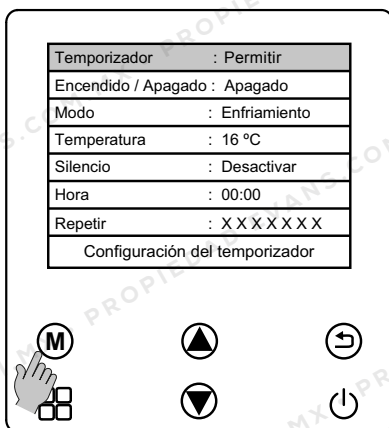 Temporizador : Permitir
Encendido / Apagado : Apagado
Modo : Enfriamiento
Temperatura : 16 ºC
Silencio : Desactivar
Hora : 00:00
Repetir : X X X X X X X
Configuración del temporizador
M